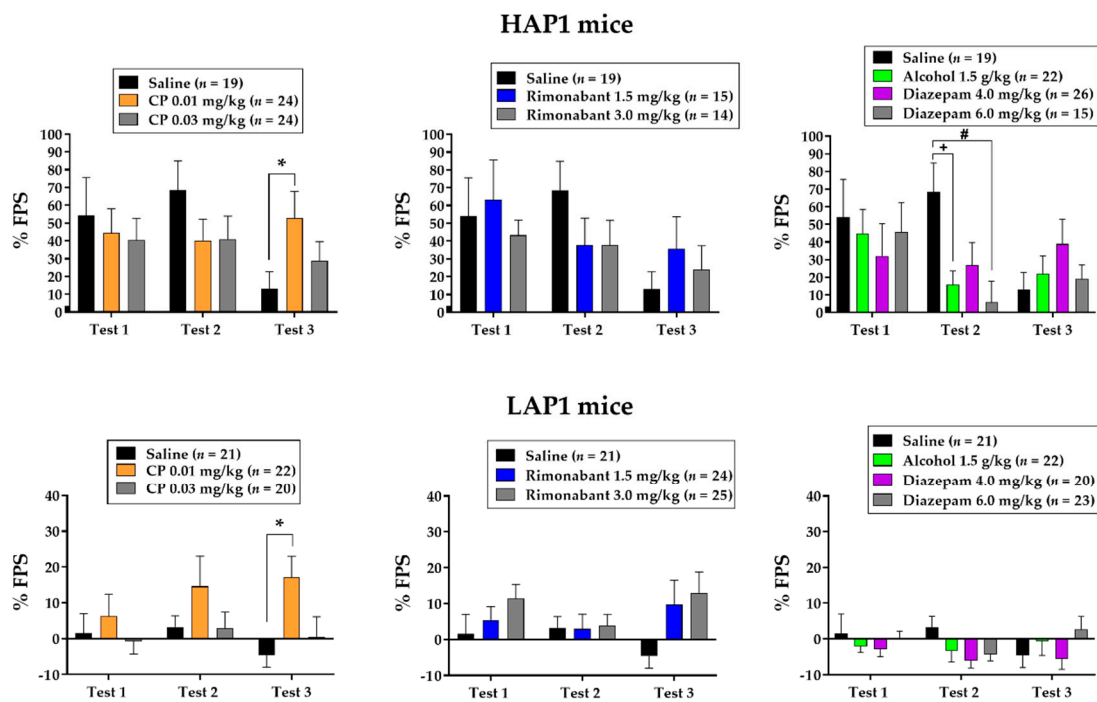 HAP1 mice
Saline (n = 19)
CP 0.01 mg/kg (n = 24)
CP 0.03 mg/kg (n = 24)
% FPS
100
90
80
70
60
50
40
30
20
10
0
*
Test 1
Test 2
Test 3
Saline (n = 19)
Rimonabant 1.5 mg/kg (n = 15)
Rimonabant 3.0 mg/kg (n = 14)
% FPS
100
90
80
70
60
50
40
30
20
10
0
Test 1
Test 2
Test 3
Saline (n = 19)
Alcohol 1.5 g/kg (n = 22)
Diazepam 4.0 mg/kg (n = 26)
Diazepam 6.0 mg/kg (n = 15)
% FPS
100
90
80
70
60
50
40
30
20
10
0
#
+
Test 1
Test 2
Test 3
LAP1 mice
Saline (n = 21)
CP 0.01 mg/kg (n = 22)
CP 0.03 mg/kg (n = 20)
% FPS
40
30
20
10
0
-10
*
Test 1
Test 2
Test 3
Saline (n = 21)
Rimonabant 1.5 mg/kg (n = 24)
Rimonabant 3.0 mg/kg (n = 25)
% FPS
40
30
20
10
0
-10
Test 1
Test 2
Test 3
Saline (n = 21)
Alcohol 1.5 g/kg (n = 22)
Diazepam 4.0 mg/kg (n = 20)
Diazepam 6.0 mg/kg (n = 23)
% FPS
40
30
20
10
0
-10
Test 1
Test 2
Test 3